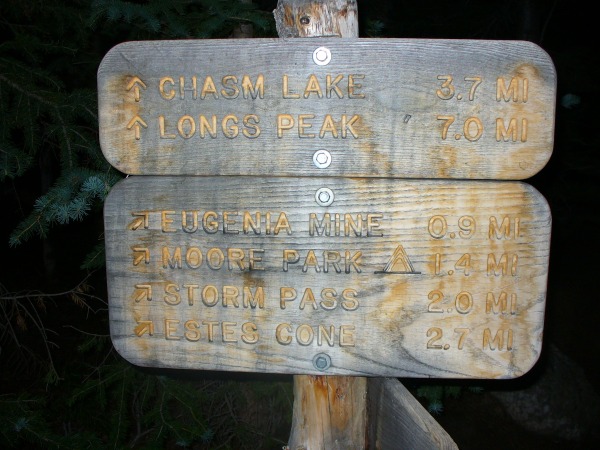 ↑ CHASM LAKE 3.7 MI
↑ LONGS PEAK 7.0 MI
↗ EUGENIA MINE 0.9 MI
↗ MOORE PARK 1.4 MI
↗ STORM PASS 2.0 MI
↗ ESTES CONE 2.7 MI